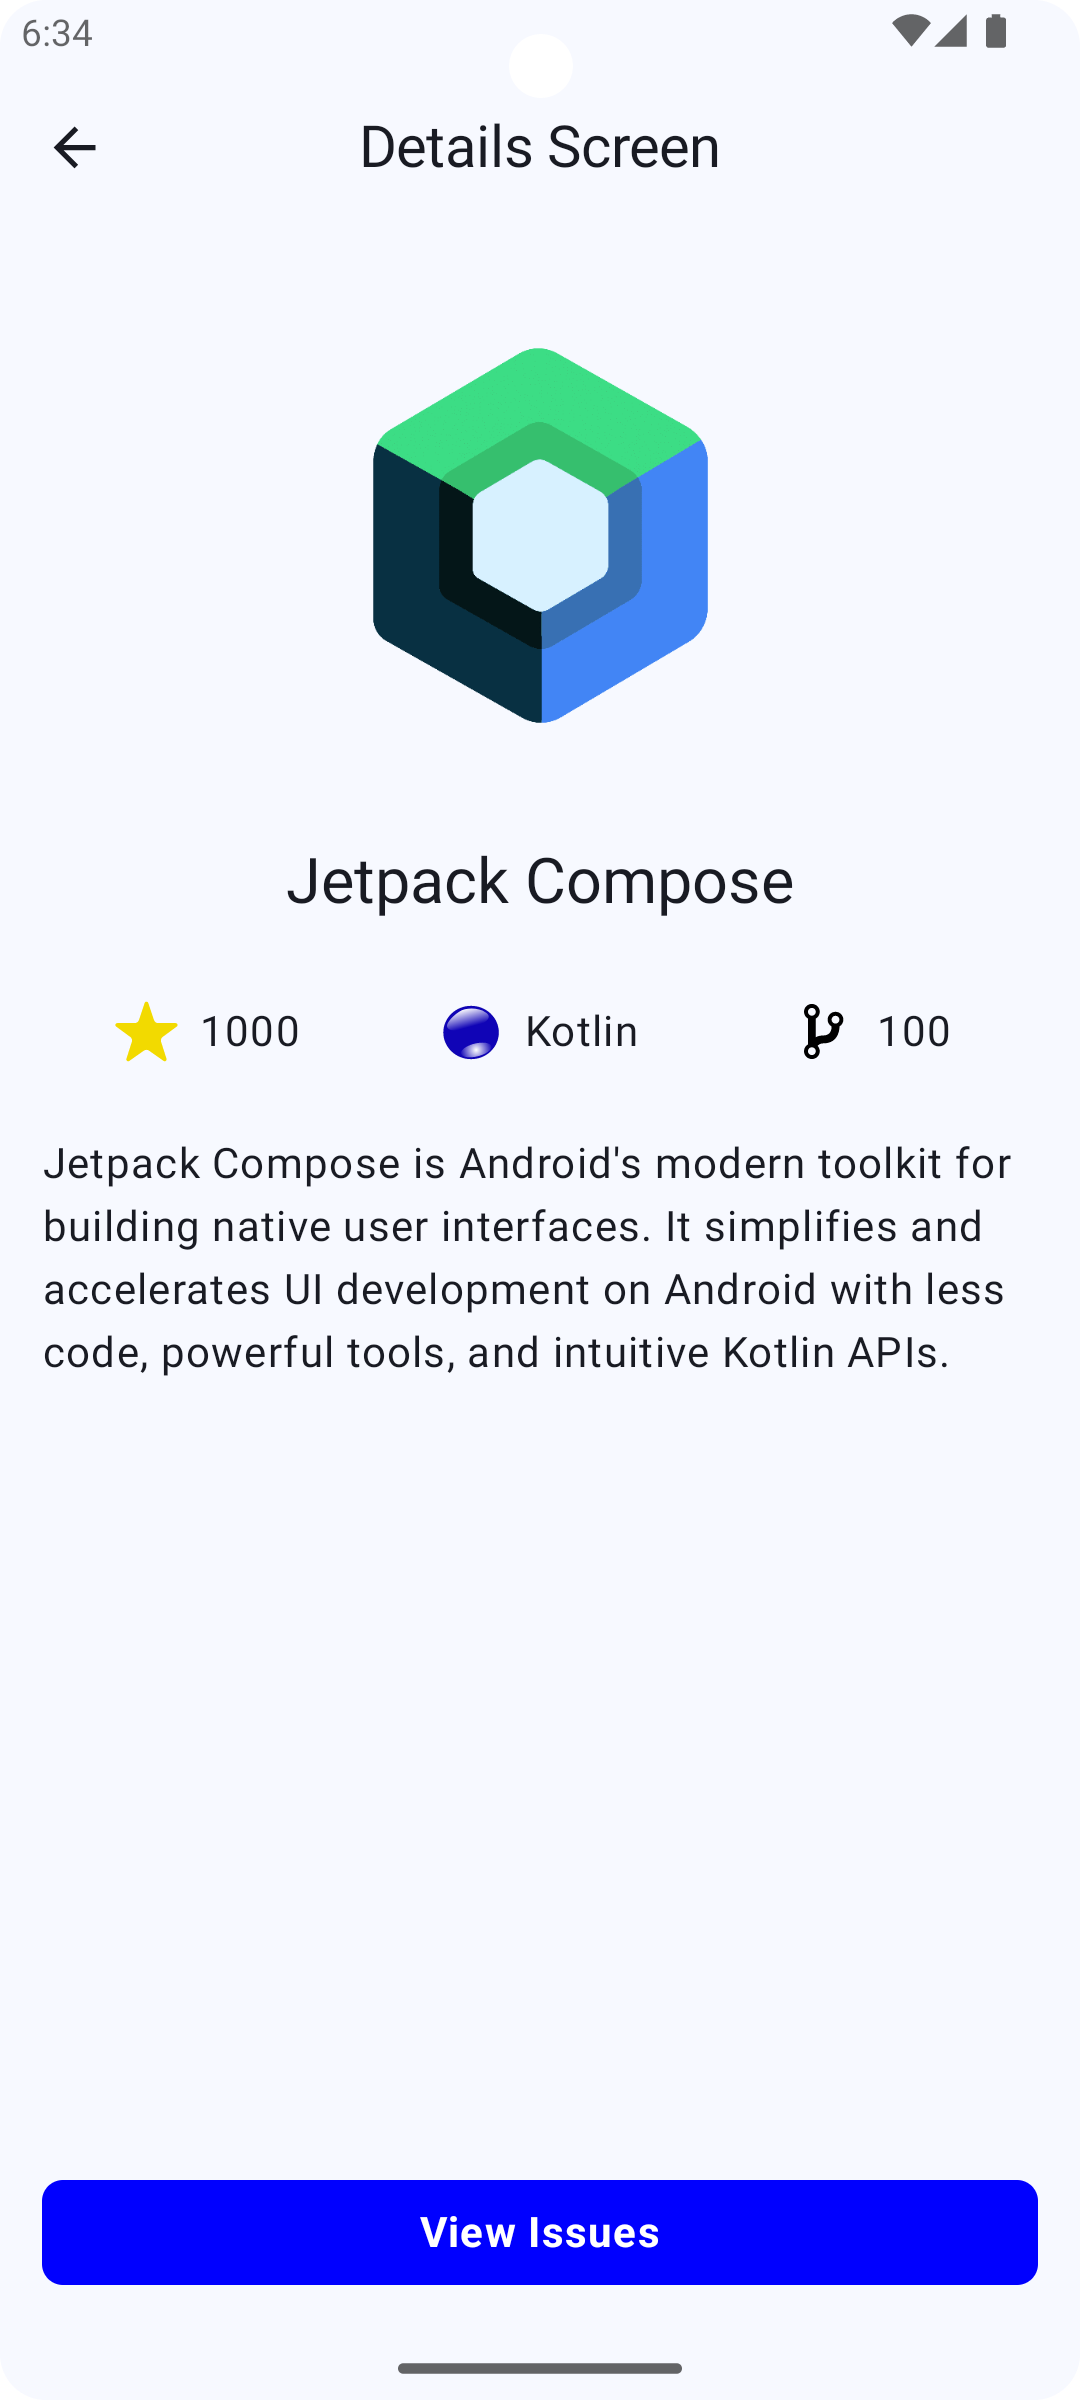 6:34
Details Screen
Jetpack Compose
1000
Kotlin
100
Jetpack Compose is Android's modern toolkit for
building native user interfaces. It simplifies and
accelerates UI development on Android with less
code, powerful tools, and intuitive Kotlin APIs.
View Issues